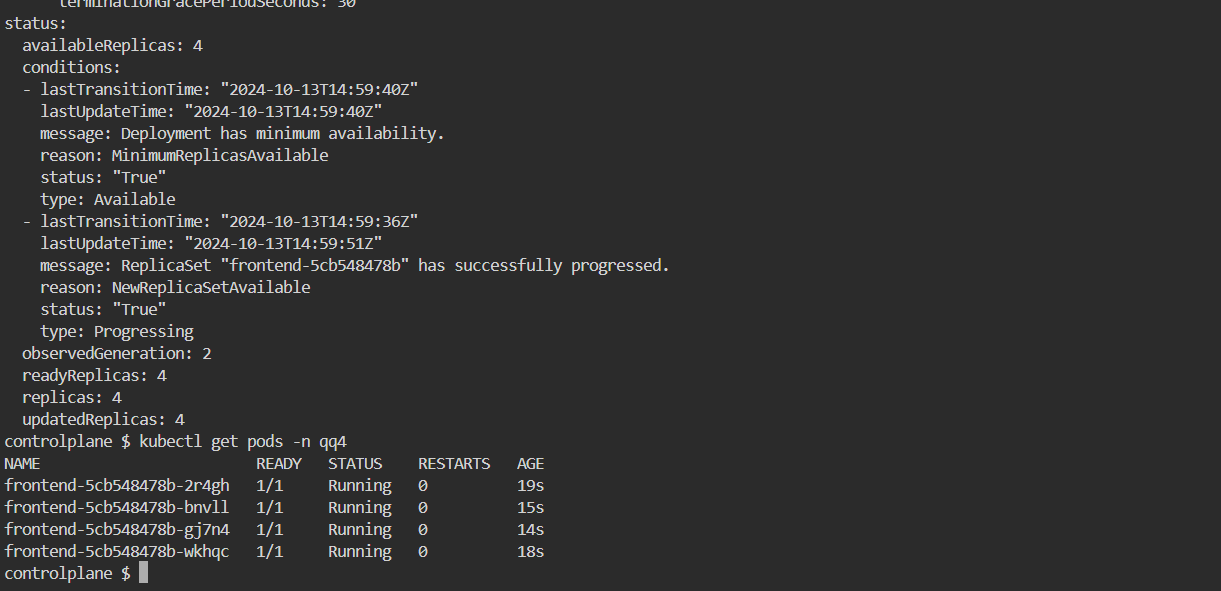 terminationGracePeriodSeconds: 30
status:
  availableReplicas: 4
  conditions:
  - lastTransitionTime: "2024-10-13T14:59:40Z"
    lastUpdateTime: "2024-10-13T14:59:40Z"
    message: Deployment has minimum availability.
    reason: MinimumReplicasAvailable
    status: "True"
    type: Available
  - lastTransitionTime: "2024-10-13T14:59:36Z"
    lastUpdateTime: "2024-10-13T14:59:51Z"
    message: ReplicaSet "frontend-5cb548478b" has successfully progressed.
    reason: NewReplicaSetAvailable
    status: "True"
    type: Progressing
  observedGeneration: 2
  readyReplicas: 4
  replicas: 4
  updatedReplicas: 4
controlplane $ kubectl get pods -n qq4
NAME                        READY   STATUS    RESTARTS   AGE
frontend-5cb548478b-2r4gh   1/1     Running   0          19s
frontend-5cb548478b-bnvll   1/1     Running   0          15s
frontend-5cb548478b-gj7n4   1/1     Running   0          14s
frontend-5cb548478b-wkhqc   1/1     Running   0          18s
controlplane $